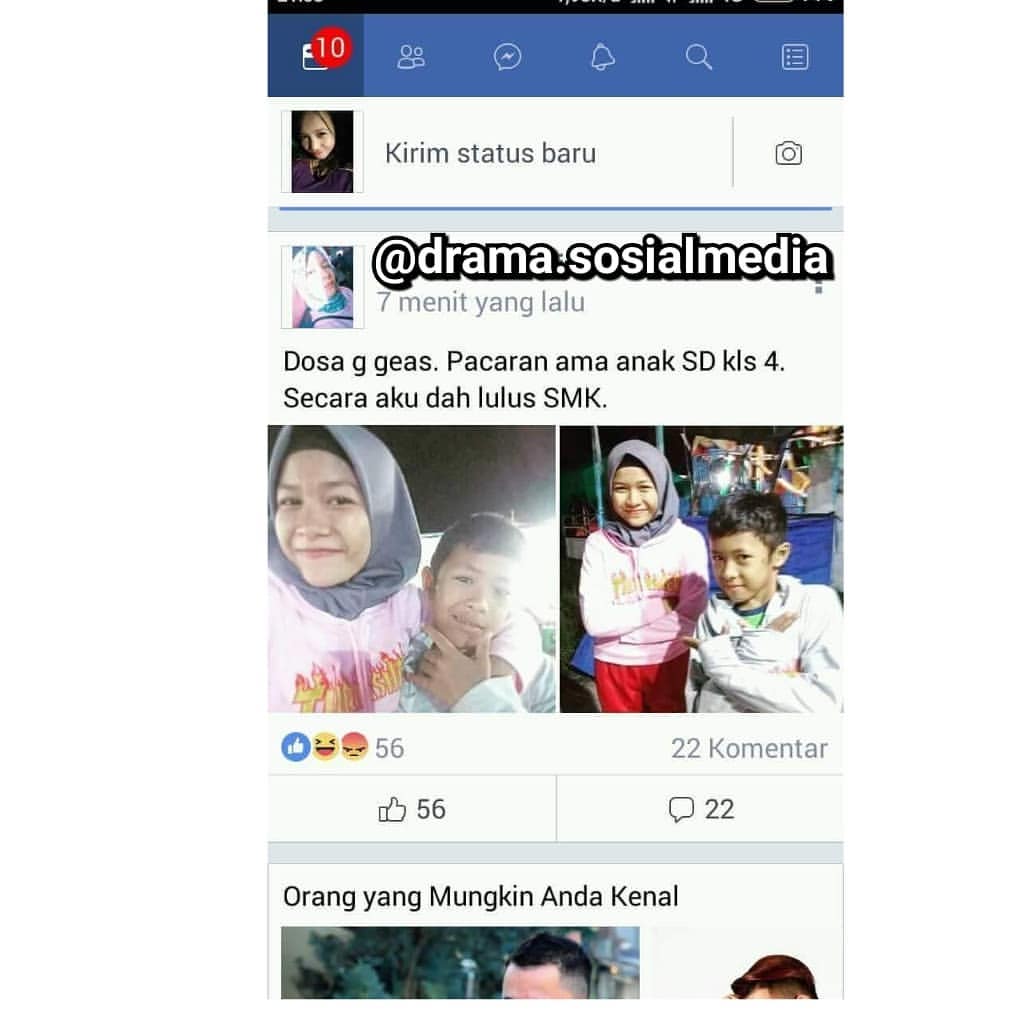 10
Kirim status baru
@drama.sosialmedia
7 menit yang lalu
Dosa g geas. Pacaran ama anak SD kls 4.
Secara aku dah lulus SMK.
56
22 Komentar
56
22
Orang yang Mungkin Anda Kenal